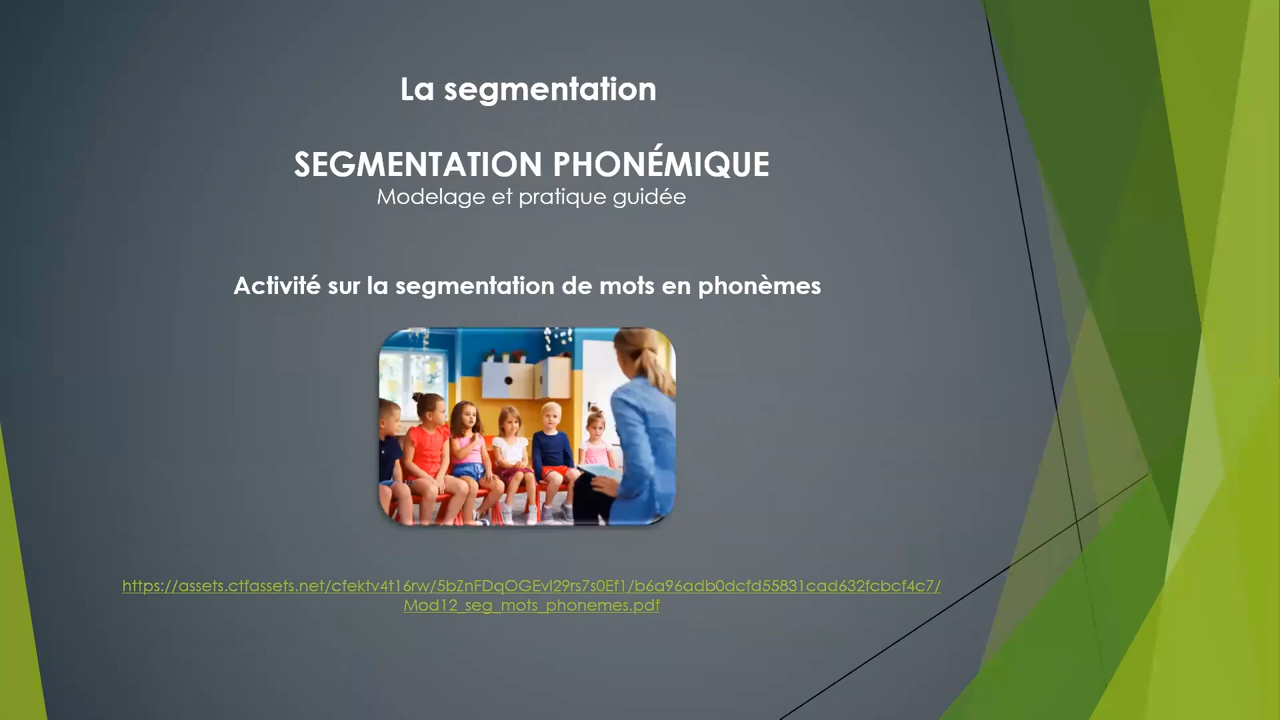 La segmentation
SEGMENTATION PHONÉMIQUE
Modelage et pratique guidée
Activité sur la segmentation de mots en phonèmes
https://assets.ctfassets.net/cfektv4t16rw/5bZnFDqOGEvI29rs7s0Ef1/b6a96adb0dcfd55831cad632fcbcf4c7/
Mod12_seg_mots_phonemes.pdf